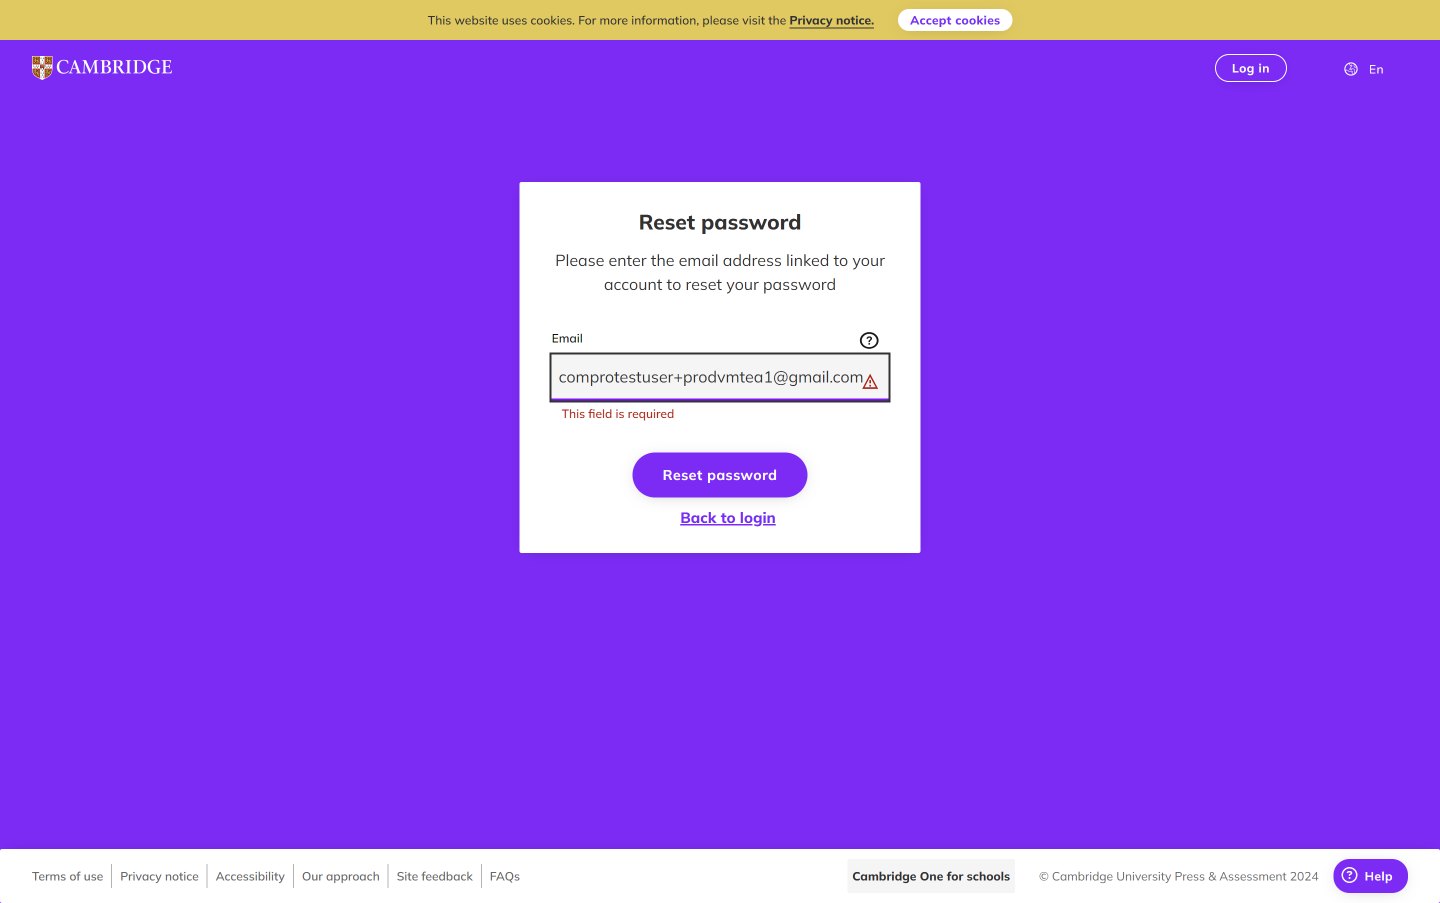 This website uses cookies. For more information, please visit the Privacy notice. Accept cookies
CAMBRIDGE
Log in
En
Reset password
Please enter the email address linked to your
account to reset your password
Email
?
comprotestuser+prodvmtea1@gmail.com
This field is required
Reset password
Back to login
Terms of use Privacy notice Accessibility Our approach Site feedback FAQs
Cambridge One for schools © Cambridge University Press & Assessment 2024 ? Help